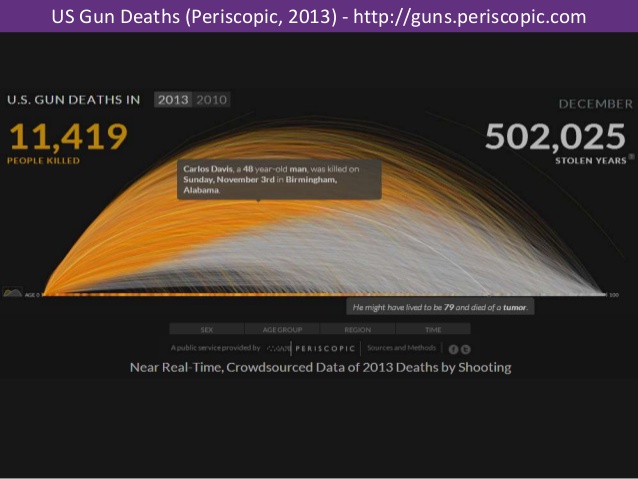 US Gun Deaths (Periscopic, 2013) - http://guns.periscopic.com
U.S. GUN DEATHS IN 2013 2010
DECEMBER
11,419
PEOPLE KILLED
502,025
STOLEN YEARS
Carlos Davis, a 48 year-old man, was killed on
Sunday, November 3rd in Birmingham,
Alabama.
AGE 0
100
He might have lived to be 79 and died of a tumor.
SEX AGE GROUP REGION TIME
A public service provided by PERISCOPIC Sources and Methods
Near Real-Time, Crowdsourced Data of 2013 Deaths by Shooting